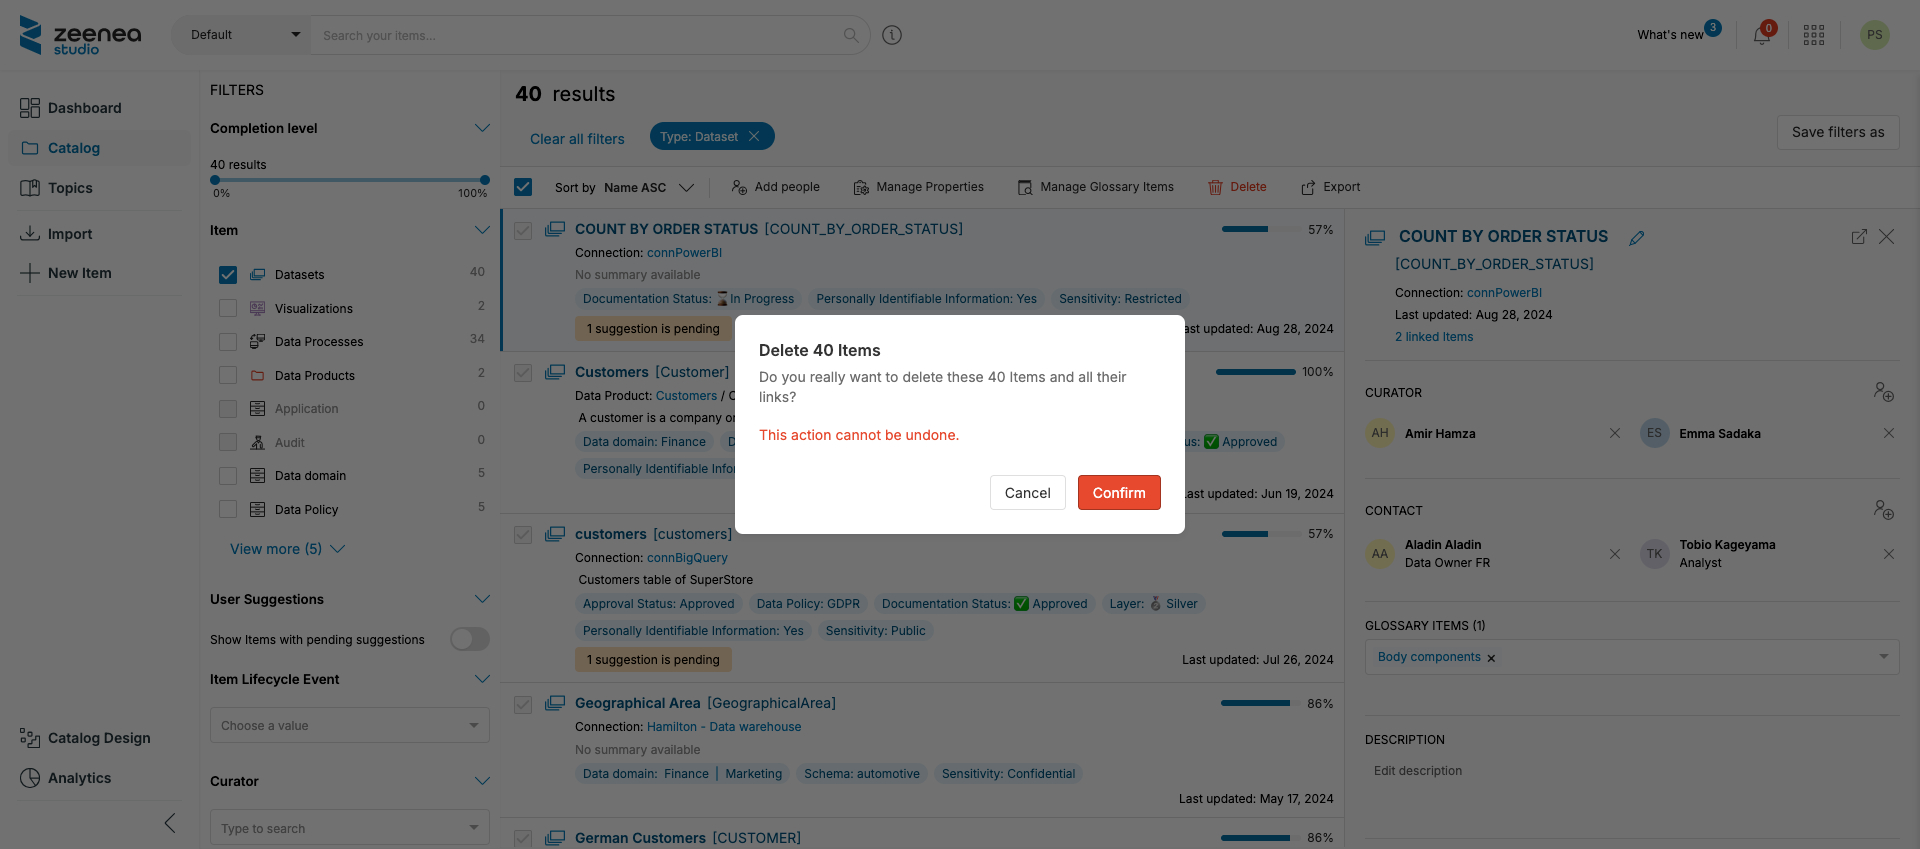 zeenea
studio
Default
Search your items...
What's new
3
0
PS
Dashboard
Catalog
Topics
Import
New Item
Catalog Design
Analytics
FILTERS
Completion level
40 results
0%
100%
Item
Datasets
40
Visualizations
2
Data Processes
34
Data Products
2
Application
0
Audit
0
Data domain
5
Data Policy
5
View more (5)
User Suggestions
Show Items with pending suggestions
Item Lifecycle Event
Choose a value
Curator
Type to search
40 results
Clear all filters
Type: Dataset
Save filters as
Sort by Name ASC
Add people
Manage Properties
Manage Glossary Items
Delete
Export
COUNT BY ORDER STATUS [COUNT_BY_ORDER_STATUS]
57%
Connection: connPowerBI
No summary available
Documentation Status: ⌛In Progress
Personally Identifiable Information: Yes
Sensitivity: Restricted
1 suggestion is pending
ast updated: Aug 28, 2024
Customers [Customer]
100%
Data Product: Customers / C
A customer is a company or
Data domain: Finance
D
us: ✅ Approved
Personally Identifiable Infor
ast updated: Jun 19, 2024
customers [customers]
57%
Connection: connBigQuery
Customers table of SuperStore
Approval Status: Approved
Data Policy: GDPR
Documentation Status: ✅ Approved
Layer: 🥈 Silver
Personally Identifiable Information: Yes
Sensitivity: Public
1 suggestion is pending
Last updated: Jul 26, 2024
Geographical Area [GeographicalArea]
86%
Connection: Hamilton - Data warehouse
No summary available
Data domain: Finance | Marketing
Schema: automotive
Sensitivity: Confidential
Last updated: May 17, 2024
German Customers [CUSTOMER]
86%
Delete 40 Items
Do you really want to delete these 40 Items and all their
links?
This action cannot be undone.
Cancel
Confirm
COUNT BY ORDER STATUS
[COUNT_BY_ORDER_STATUS]
Connection: connPowerBI
Last updated: Aug 28, 2024
2 linked Items
CURATOR
AH
Amir Hamza
ES
Emma Sadaka
CONTACT
AA
Aladin Aladin
Data Owner FR
TK
Tobio Kageyama
Analyst
GLOSSARY ITEMS (1)
Body components
DESCRIPTION
Edit description